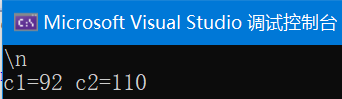 Microsoft Visual Studio 调试控制台
\n
c1=92 c2=110